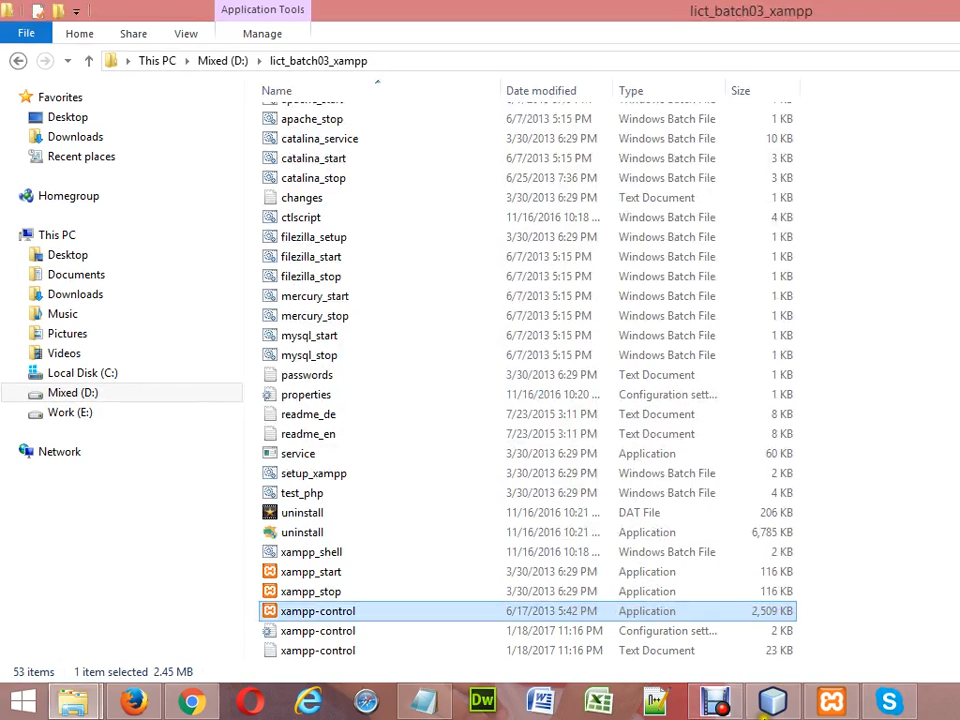 Application Tools
lict_batch03_xampp
File Home Share View Manage
This PC Mixed (D:) lict_batch03_xampp
Name Date modified Type Size
Favorites
Desktop
Downloads
Recent places
Homegroup
This PC
Desktop
Documents
Downloads
Music
Pictures
Videos
Local Disk (C:)
Mixed (D:)
Work (E:)
Network
apache_stop 6/7/2013 5:15 PM Windows Batch File 1 KB
catalina_service 3/30/2013 6:29 PM Windows Batch File 10 KB
catalina_start 6/7/2013 5:15 PM Windows Batch File 3 KB
catalina_stop 6/25/2013 7:36 PM Windows Batch File 3 KB
changes 3/30/2013 6:29 PM Text Document 1 KB
ctlscript 11/16/2016 10:18 ... Windows Batch File 4 KB
filezilla_setup 3/30/2013 6:29 PM Windows Batch File 1 KB
filezilla_start 6/7/2013 5:15 PM Windows Batch File 1 KB
filezilla_stop 6/7/2013 5:15 PM Windows Batch File 1 KB
mercury_start 6/7/2013 5:15 PM Windows Batch File 1 KB
mercury_stop 6/7/2013 5:15 PM Windows Batch File 1 KB
mysql_start 6/7/2013 5:15 PM Windows Batch File 1 KB
mysql_stop 6/7/2013 5:15 PM Windows Batch File 1 KB
passwords 3/30/2013 6:29 PM Text Document 1 KB
properties 11/16/2016 10:20 ... Configuration sett... 1 KB
readme_de 7/23/2015 3:11 PM Text Document 8 KB
readme_en 7/23/2015 3:11 PM Text Document 8 KB
service 3/30/2013 6:29 PM Application 60 KB
setup_xampp 3/30/2013 6:29 PM Windows Batch File 2 KB
test_php 3/30/2013 6:29 PM Windows Batch File 4 KB
uninstall 11/16/2016 10:21 ... DAT File 206 KB
uninstall 11/16/2016 10:21 ... Application 6,785 KB
xampp_shell 11/16/2016 10:18 ... Windows Batch File 2 KB
xampp_start 3/30/2013 6:29 PM Application 116 KB
xampp_stop 3/30/2013 6:29 PM Application 116 KB
xampp-control 6/17/2013 5:42 PM Application 2,509 KB
xampp-control 1/18/2017 11:16 PM Configuration sett... 2 KB
xampp-control 1/18/2017 11:16 PM Text Document 23 KB
53 items 1 item selected 2.45 MB
Dw